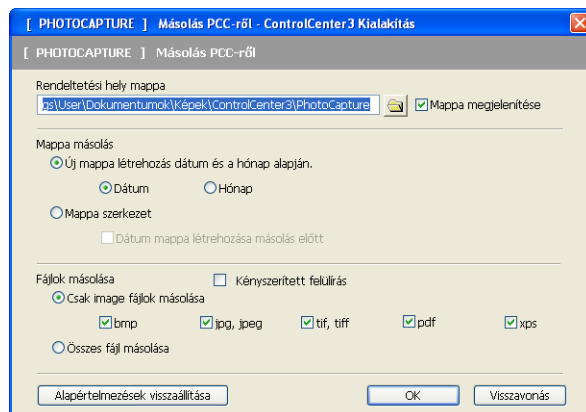 [ PHOTOCAPTURE ] Másolás PCC-ről - ControlCenter3 Kialakítás
[ PHOTOCAPTURE ] Másolás PCC-ről
Rendeltetési hely mappa
gs\User\Dokumentumok\Képek\ControlCenter3\PhotoCapture
Mappa megjelenítése
Mappa másolás
Új mappa létrehozás dátum és a hónap alapján.
Dátum Hónap
Mappa szerkezet
Dátum mappa létrehozása másolás előtt
Fájlok másolása Kényszerített felülírás
Csak image fájlok másolása
bmp jpg, jpeg tif, tiff pdf xps
Összes fájl másolása
Alapértelmezések visszaállítása OK Visszavonás